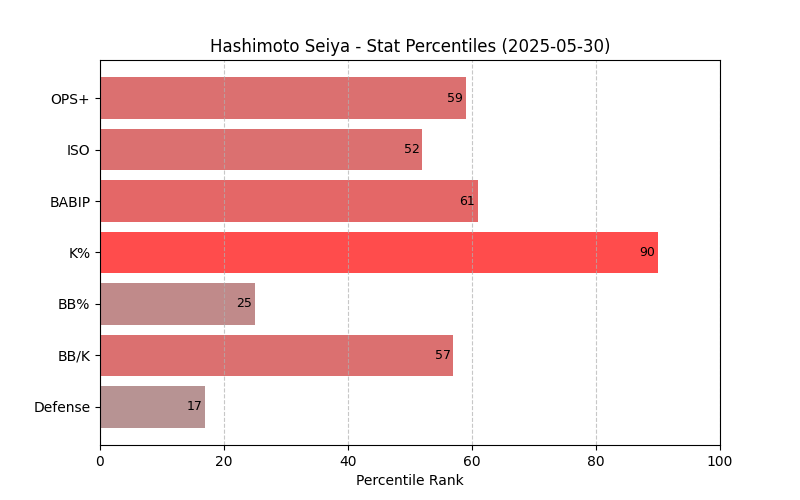 Hashimoto Seiya - Stat Percentiles (2025-05-30)
OPS+ 59
ISO 52
BABIP 61
K% 90
BB% 25
BB/K 57
Defense 17
0 20 40 60 80 100
Percentile Rank